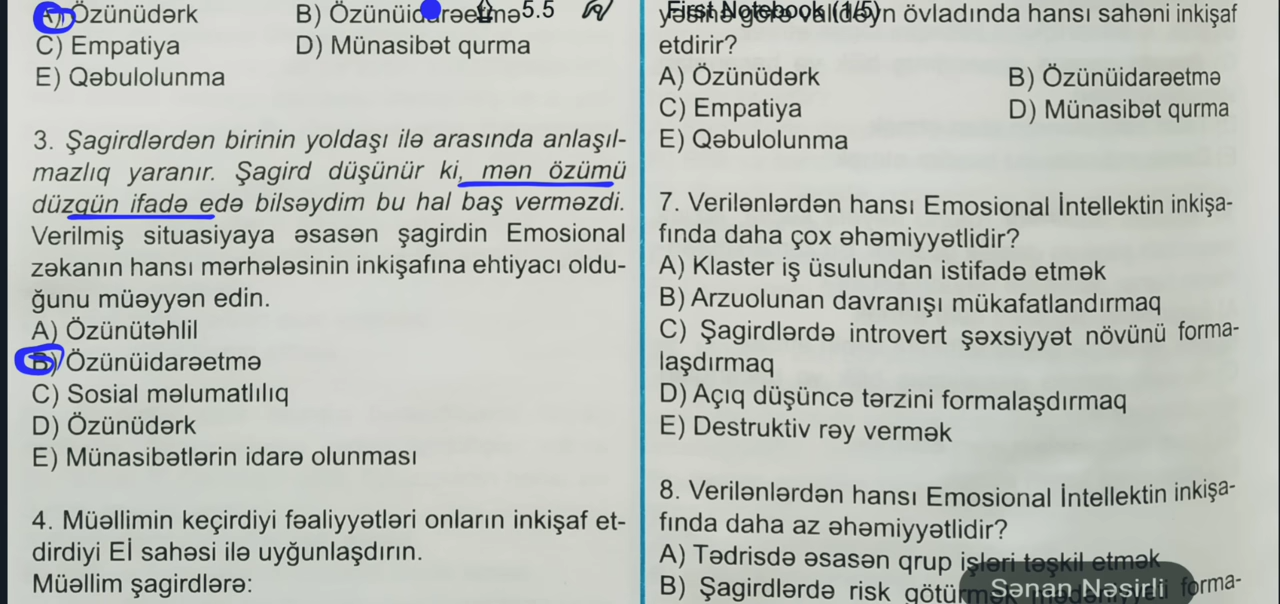 A) Özünüdərk
B) Özünüidarəetmə 5.5
C) Empatiya
D) Münasibət qurma
E) Qəbulolunma
3. Şagirdlərdən birinin yoldaşı ilə arasında anlaşıl-
mazlıq yaranır. Şagird düşünür ki, mən özümü
düzgün ifadə edə bilsəydim bu hal baş verməzdi.
Verilmiş situasiyaya əsasən şagirdin Emosional
zəkanın hansı mərhələsinin inkişafına ehtiyacı oldu-
ğunu müəyyən edin.
A) Özünütəhlil
B) Özünüidarəetmə
C) Sosial məlumatlılıq
D) Özünüdərk
E) Münasibətlərin idarə olunması
4. Müəllimin keçirdiyi fəaliyyətləri onların inkişaf et-
dirdiyi Eİ sahəsi ilə uyğunlaşdırın.
Müəllim şagirdlərə:
First Notebook (1/5)
görə valideyn övladında hansı sahəni inkişaf
etdirir?
A) Özünüdərk
B) Özünüidarəetmə
C) Empatiya
D) Münasibət qurma
E) Qəbulolunma
7. Verilənlərdən hansı Emosional İntellektin inkişa-
fında daha çox əhəmiyyətlidir?
A) Klaster iş üsulundan istifadə etmək
B) Arzuolunan davranışı mükafatlandırmaq
C) Şagirdlərdə introvert şəxsiyyət növünü forma-
laşdırmaq
D) Açıq düşüncə tərzini formalaşdırmaq
E) Destruktiv rəy vermək
8. Verilənlərdən hansı Emosional İntellektin inkişa-
fında daha az əhəmiyyətlidir?
A) Tədrisdə əsasən qrup işləri təşkil etmək
B) Şagirdlərdə risk götürmək forma-
Sənan Nəsirli